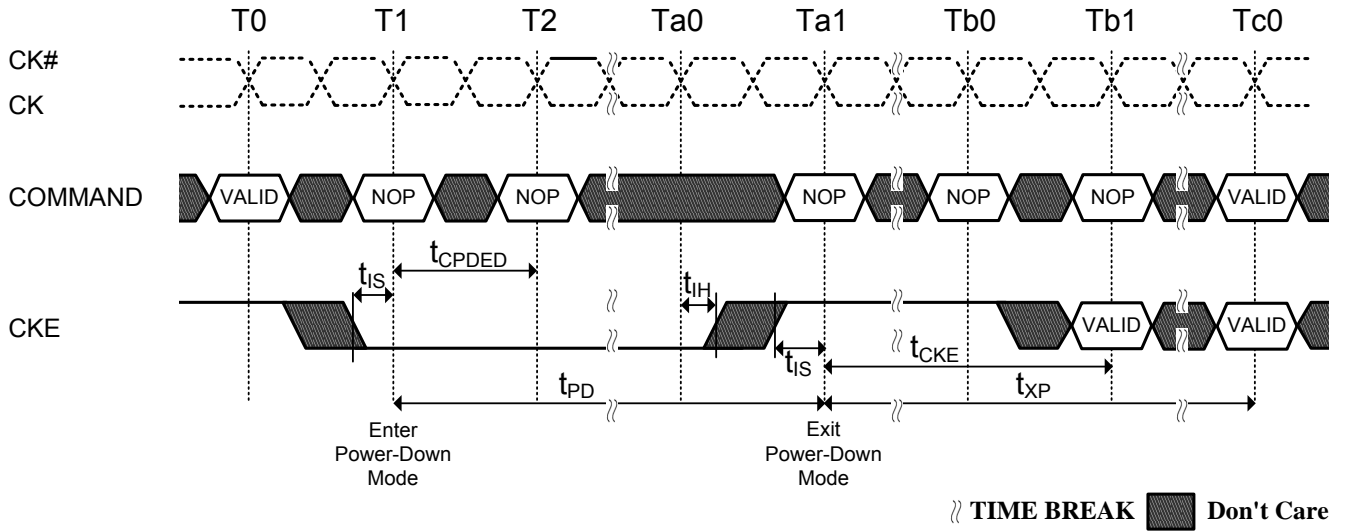 T0 T1 T2 Ta0 Ta1 Tb0 Tb1 Tc0
CK#
CK
COMMAND VALID NOP NOP NOP NOP NOP VALID
tCPDED
tIS tIH
CKE VALID VALID
tIS tCKE
tPD tXP
Enter
Power-Down
Mode
Exit
Power-Down
Mode
TIME BREAK Don't Care